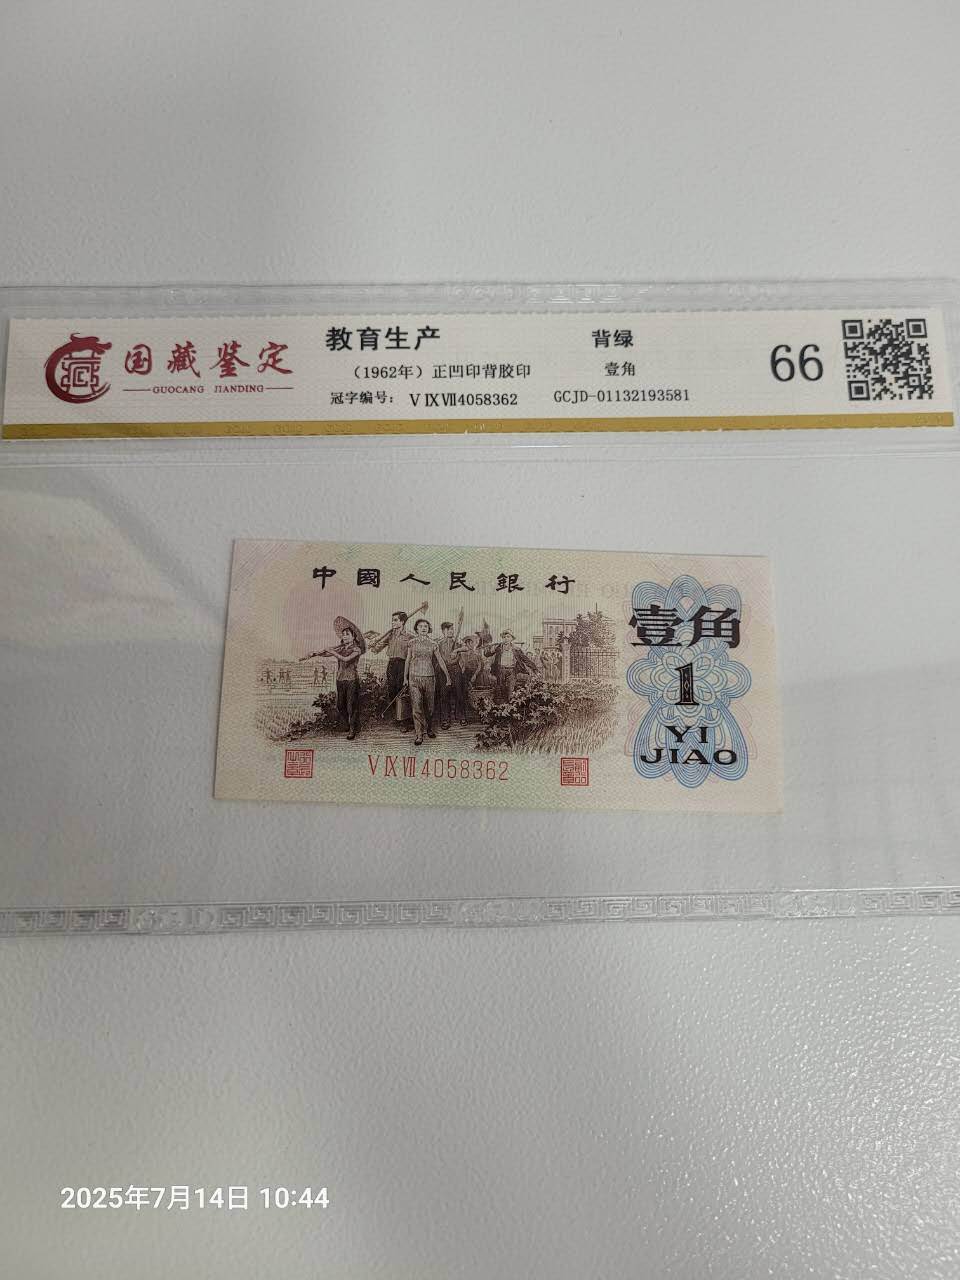 国藏鉴定
GUOCANG JIANDING
教育生产
背绿
（1962年）正凹印背胶印
壹角
冠字编号： V IX VII4058362
GCJD-01132193581
66
中國人民銀行
壹角
1
YI
JIAO
V IX VII 4058362
2025年7月14日 10:44